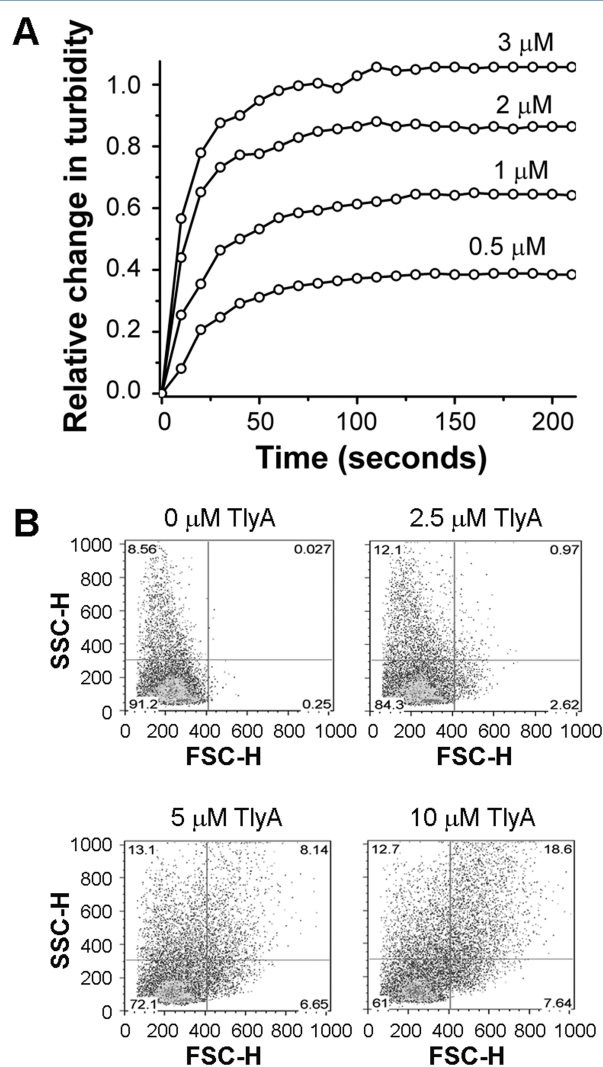 A
Relative change in turbidity
3 μM
2 μM
1 μM
0.5 μM
1.0
0.8
0.6
0.4
0.2
0.0
0 50 100 150 200
Time (seconds)
B
0 μM TlyA
2.5 μM TlyA
SSC-H
1000
800
600
400
200
0
8.56 0.027
91.2 0.25
12.1 0.97
84.3 2.62
0 200 400 600 800 1000
0 200 400 600 800 1000
FSC-H
FSC-H
5 μM TlyA
10 μM TlyA
SSC-H
1000
800
600
400
200
0
13.1 8.14
72.1 6.65
12.7 18.6
61 7.64
0 200 400 600 800 1000
0 200 400 600 800 1000
FSC-H
FSC-H